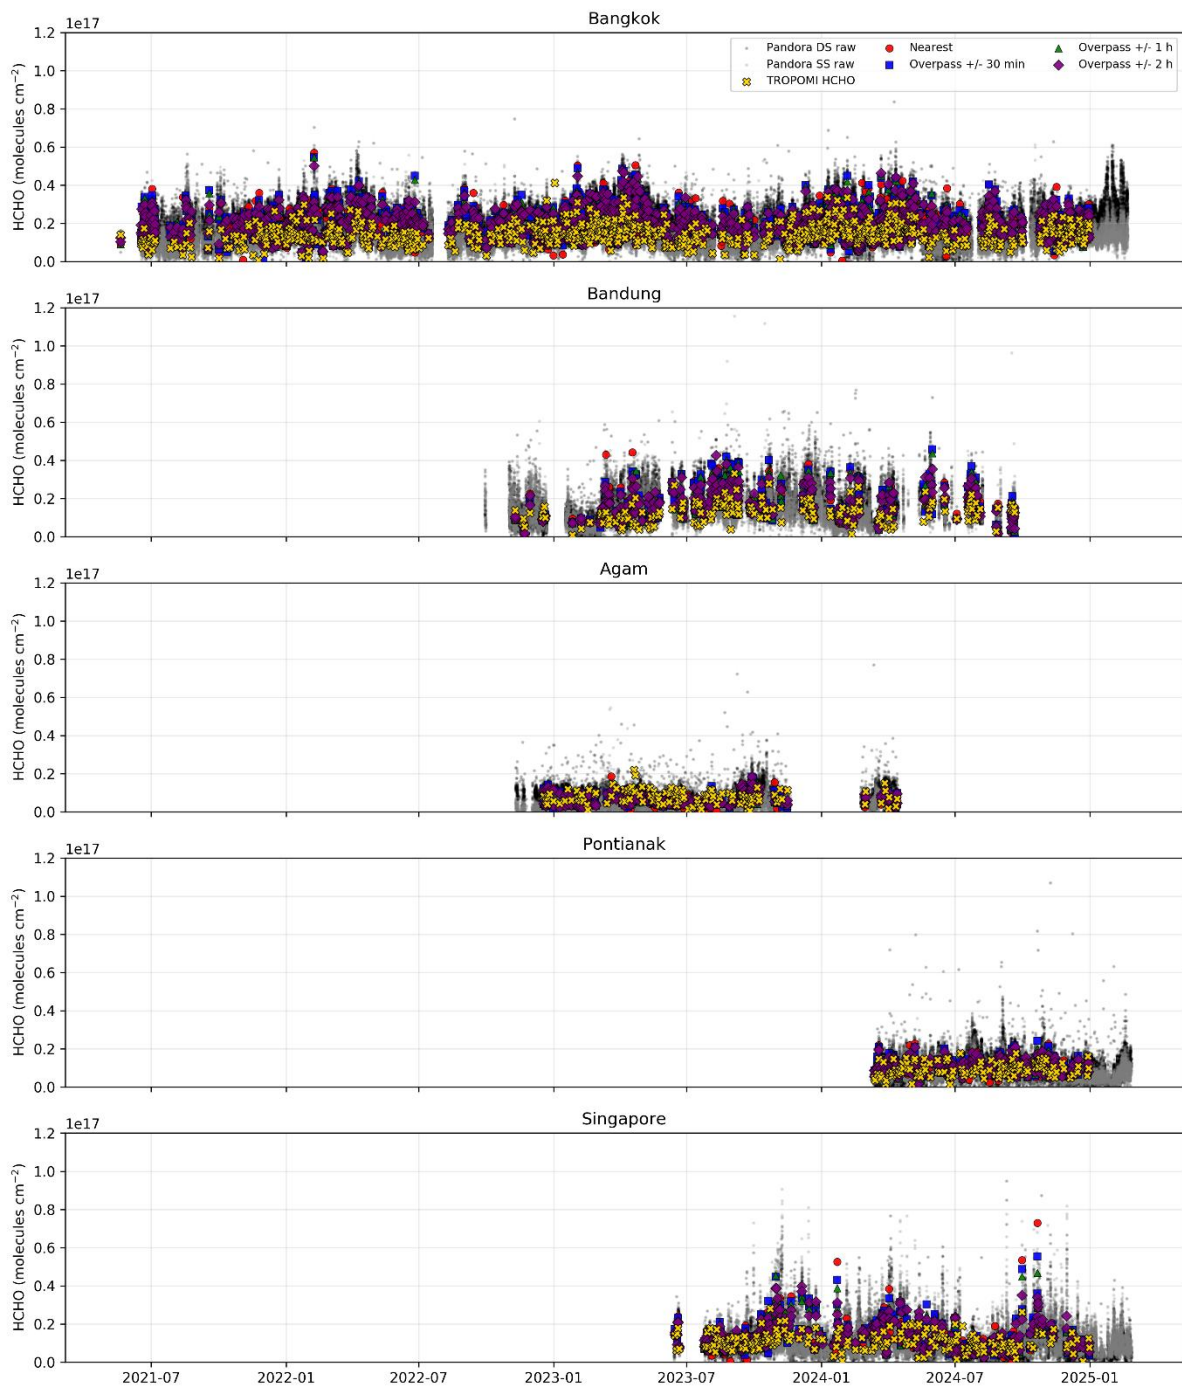 Bangkok
1e17
1.2
1.0
0.8
0.6
0.4
0.2
0.0
HCHO (molecules cm⁻²)
Pandora DS raw
Pandora SS raw
TROPOMI HCHO
Nearest
Overpass +/- 30 min
Overpass +/- 1 h
Overpass +/- 2 h
Bandung
1e17
1.2
1.0
0.8
0.6
0.4
0.2
0.0
HCHO (molecules cm⁻²)
Agam
1e17
1.2
1.0
0.8
0.6
0.4
0.2
0.0
HCHO (molecules cm⁻²)
Pontianak
1e17
1.2
1.0
0.8
0.6
0.4
0.2
0.0
HCHO (molecules cm⁻²)
Singapore
1e17
1.2
1.0
0.8
0.6
0.4
0.2
0.0
HCHO (molecules cm⁻²)
2021-07 2022-01 2022-07 2023-01 2023-07 2024-01 2024-07 2025-01